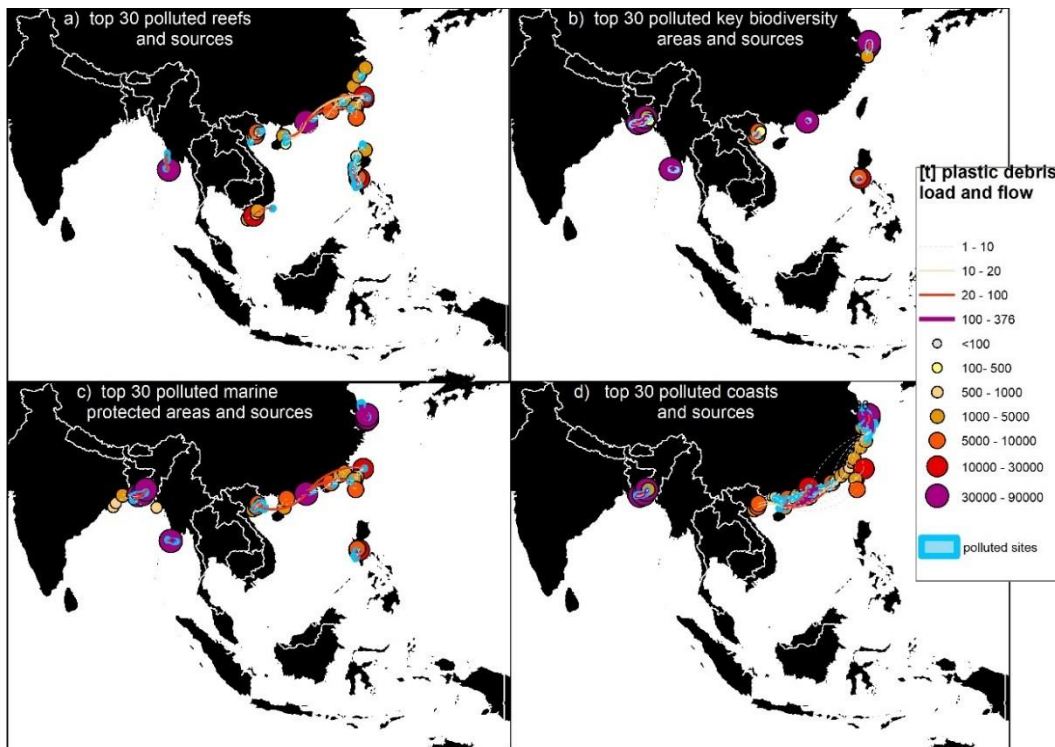 a) top 30 polluted reefs
and sources
b) top 30 polluted key biodiversity
areas and sources
c) top 30 polluted marine
protected areas and sources
d) top 30 polluted coasts
and sources
[t] plastic debris
load and flow
1 - 10
10 - 20
20 - 100
100 - 376
<100
100- 500
500 - 1000
1000 - 5000
5000 - 10000
10000 - 30000
30000 - 90000
polluted sites